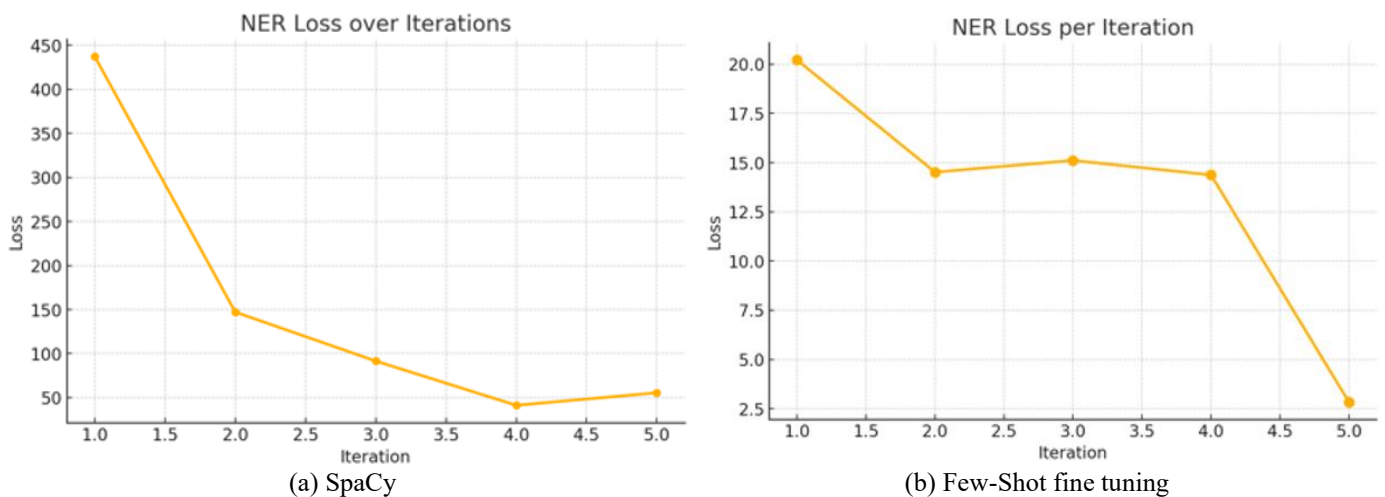 NER Loss over Iterations
450
400
350
300
250
200
150
100
50
Loss
1.0 1.5 2.0 2.5 3.0 3.5 4.0 4.5 5.0
Iteration
(a) SpaCy
NER Loss per Iteration
20.0
17.5
15.0
12.5
10.0
7.5
5.0
2.5
Loss
1.0 1.5 2.0 2.5 3.0 3.5 4.0 4.5 5.0
Iteration
(b) Few-Shot fine tuning